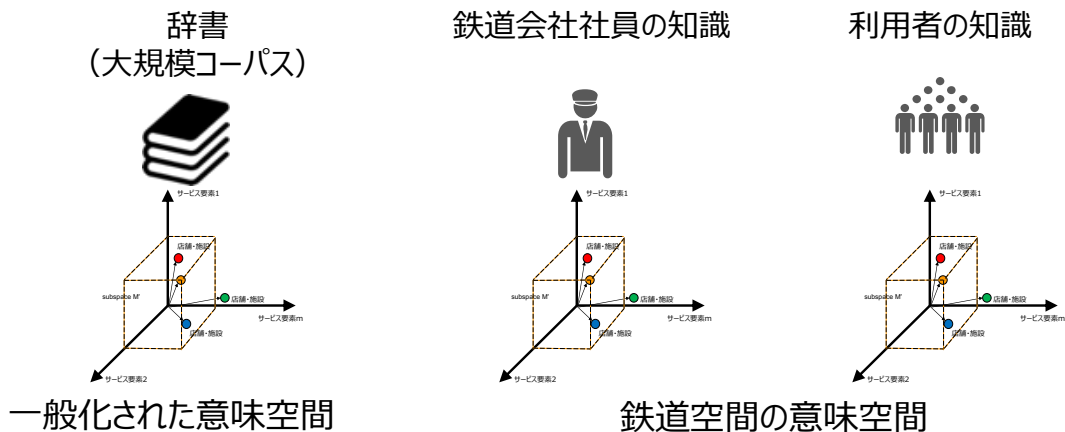 辞書
（大規模コーパス）
サービス要素1
店舗・施設
subspace M'
店舗・施設
サービス要素m
店舗・施設
サービス要素2
一般化された意味空間
鉄道会社社員の知識
サービス要素1
店舗・施設
subspace M'
店舗・施設
サービス要素m
店舗・施設
サービス要素2
利用者の知識
サービス要素1
店舗・施設
subspace M'
店舗・施設
サービス要素m
店舗・施設
サービス要素2
鉄道空間の意味空間